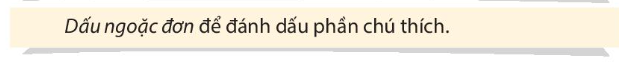 Dấu ngoặc đơn để đánh dấu phần chú thích.